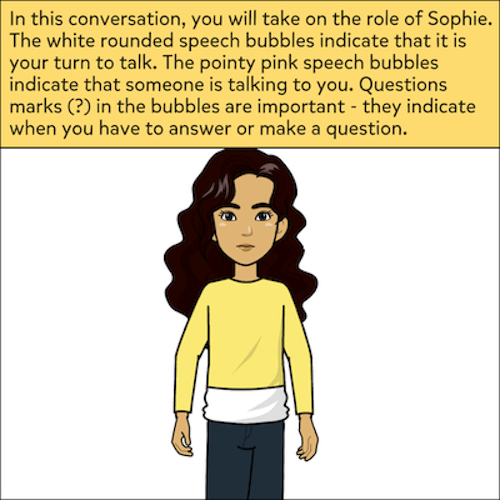 In this conversation, you will take on the role of Sophie.
The white rounded speech bubbles indicate that it is
your turn to talk. The pointy pink speech bubbles
indicate that someone is talking to you. Questions
marks (?) in the bubbles are important - they indicate
when you have to answer or make a question.